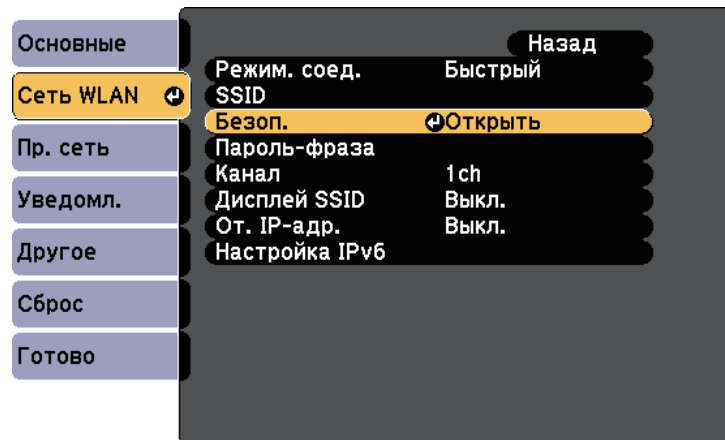 Основные
Сеть WLAN
Пр. сеть
Уведомл.
Другое
Сброс
Готово
Назад
Режим. соед. Быстрый
SSID
Безоп. Открыть
Пароль-фраза
Канал 1ch
Дисплей SSID Выкл.
От. IP-адр. Выкл.
Настройка IPv6